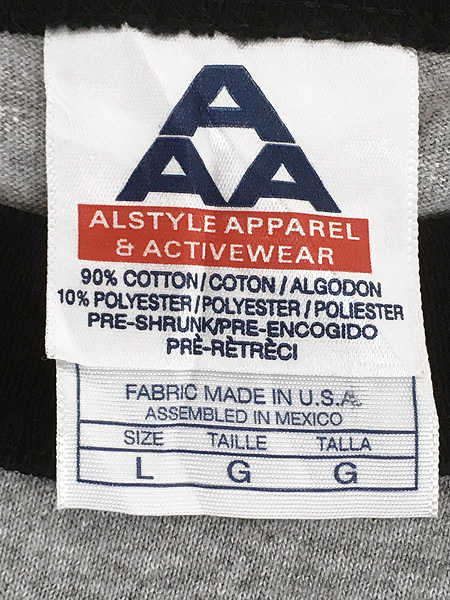 A
AA
ALSTYLE APPAREL
& ACTIVEWEAR
90% COTTON/COTON/ALGODON
10% POLYESTER/POLYESTER/POLIESTER
PRE-SHRUNK/PRE-ENCOGIDO
PRÈ-RÈTRÈCI
FABRIC MADE IN U.S.A.
ASSEMBLED IN MEXICO
SIZE TAILLE TALLA
L G G